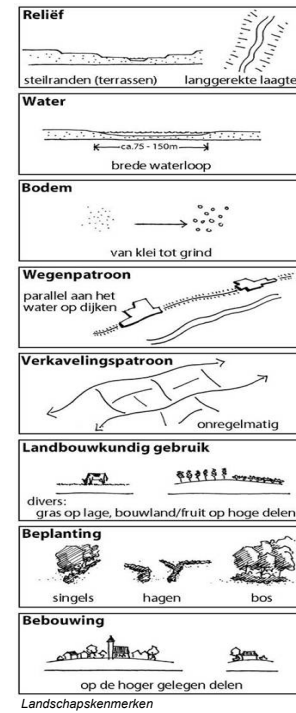 Reliëf
steilranden (terrassen) langgerekte laagte
Water
ca.75 - 150m
brede waterloop
Bodem
van klei tot grind
Wegenpatroon
parallel aan het
water op dijken
Verkavelingspatroon
onregelmatig
Landbouwkundig gebruik
divers:
gras op lage, bouwland/fruit op hoge delen
Beplanting
singels hagen bos
Bebouwing
op de hoger gelegen delen
Landschapskenmerken